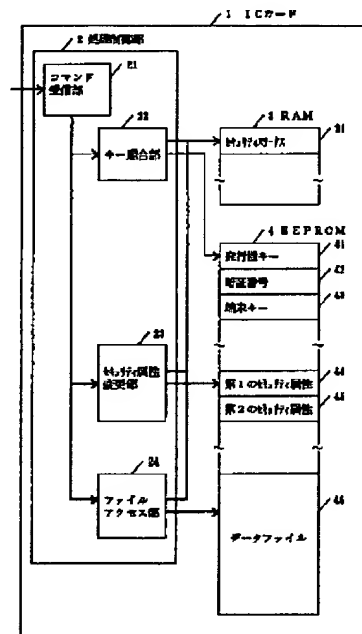 1 ICカード
2 処理制御部
21
コマンド
受信部
22
キー照合部
3 RAM
31
セキュリティステータス
4 EEPROM
41
発行者キー
42
暗証番号
43
端末キー
23
セキュリティ属性
変更部
44
第1のセキュリティ属性
45
第2のセキュリティ属性
24
ファイル
アクセス部
46
データファイル